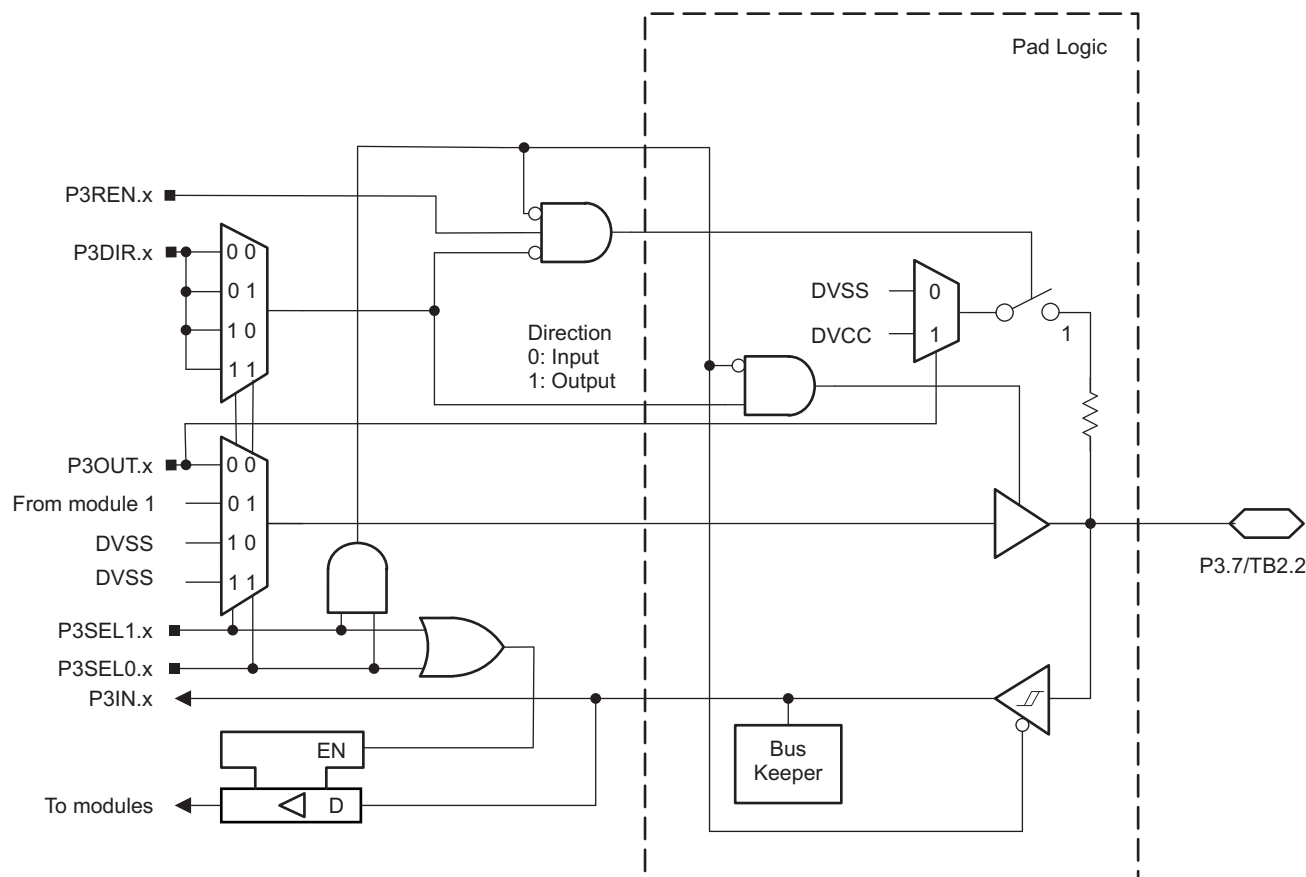 Pad Logic
P3REN.x
P3DIR.x
0 0
0 1
1 0
1 1
Direction
0: Input
1: Output
DVSS
0
DVCC
1
1
P3OUT.x
0 0
From module 1
0 1
DVSS
1 0
DVSS
1 1
P3.7/TB2.2
P3SEL1.x
P3SEL0.x
P3IN.x
EN
Bus
Keeper
To modules
D